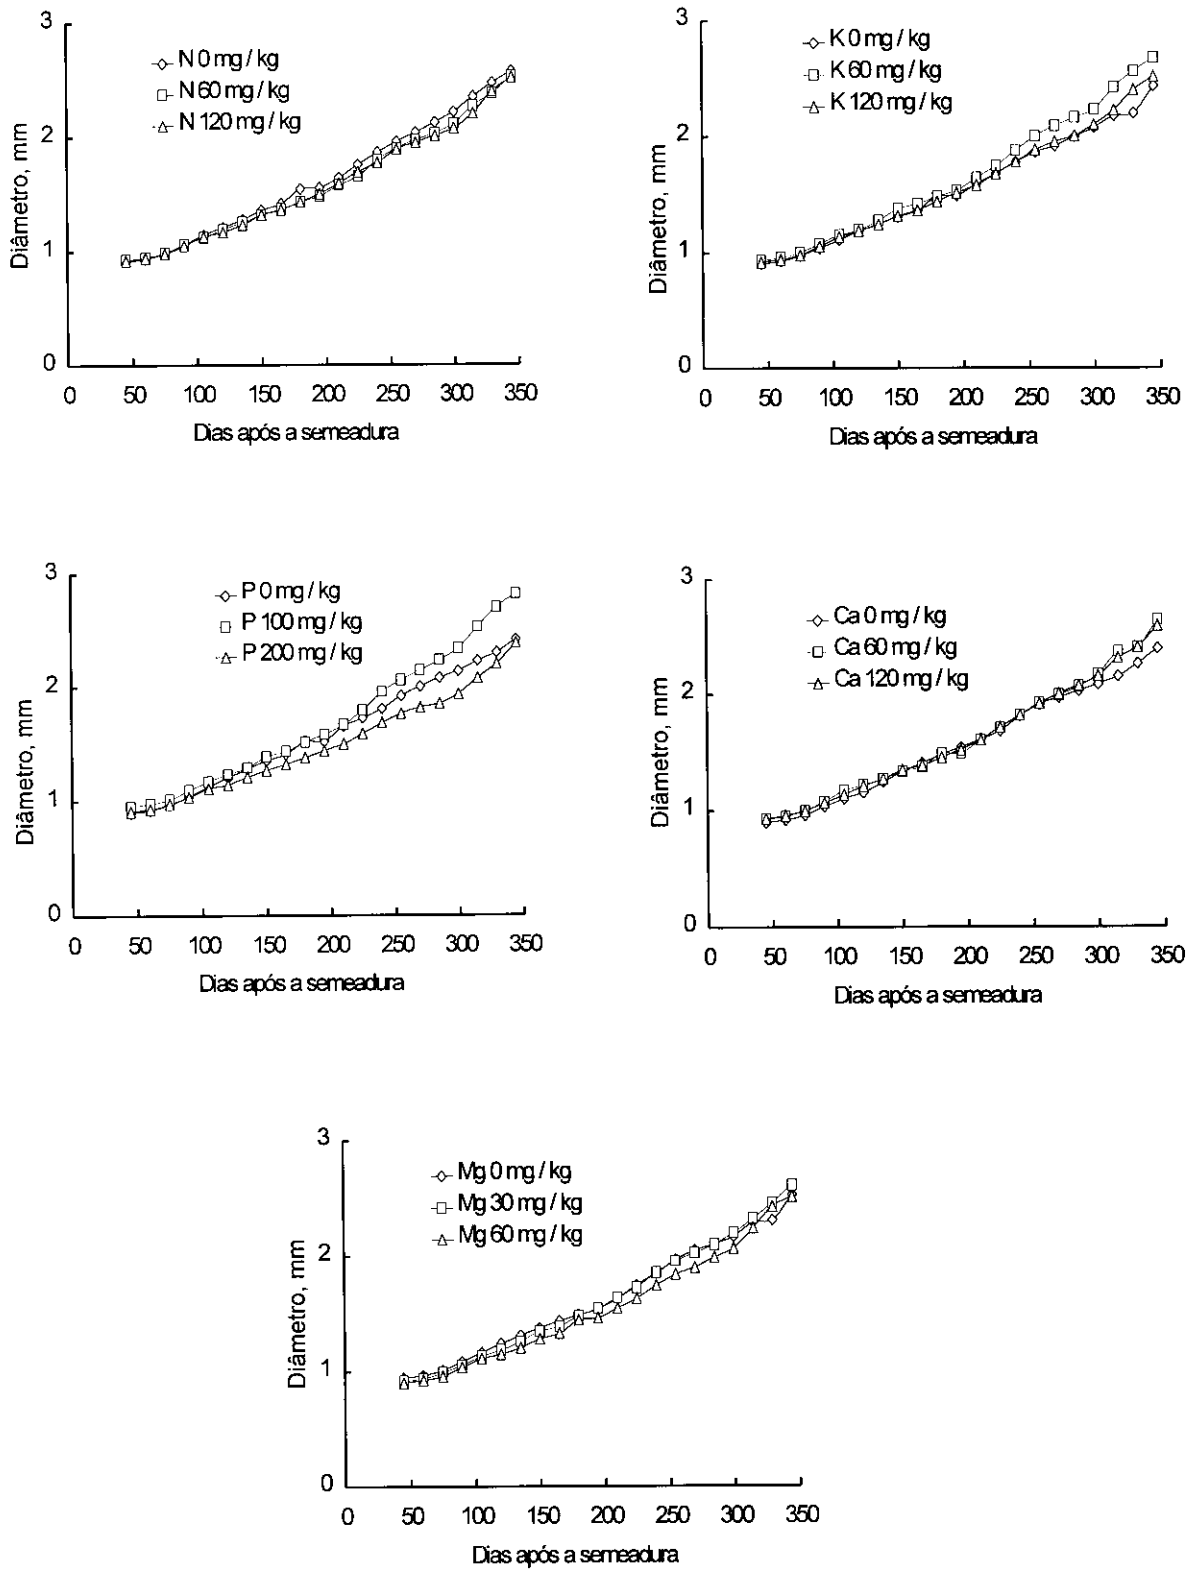 3
2
1
0
Diâmetro, mm
N 0 mg / kg
N 60 mg / kg
N 120 mg / kg
0 50 100 150 200 250 300 350
Dias após a semeadura
3
2
1
0
Diâmetro, mm
K 0 mg / kg
K 60 mg / kg
K 120 mg / kg
0 50 100 150 200 250 300 350
Dias após a semeadura
3
2
1
0
Diâmetro, mm
P 0 mg / kg
P 100 mg / kg
P 200 mg / kg
0 50 100 150 200 250 300 350
Dias após a semeadura
3
2
1
0
Diâmetro, mm
Ca 0 mg / kg
Ca 60 mg / kg
Ca 120 mg / kg
0 50 100 150 200 250 300 350
Dias após a semeadura
3
2
1
0
Diâmetro, mm
Mg 0 mg / kg
Mg 30 mg / kg
Mg 60 mg / kg
0 50 100 150 200 250 300 350
Dias após a semeadura